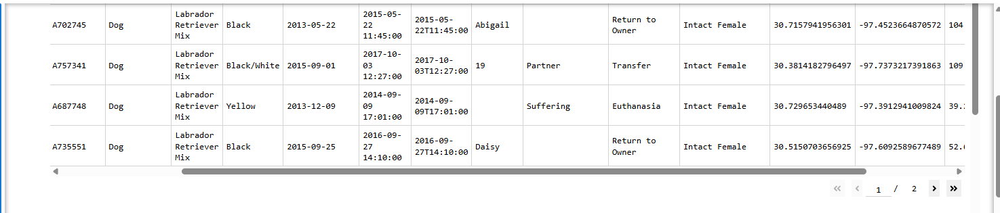 A702745 Dog Labrador Retriever Mix Black 2013-05-22 2015-05-22 11:45:00 2015-05-22T11:45:00 Abigail Return to Owner Intact Female 30.7157941956301 -97.4523664870572 104
A757341 Dog Labrador Retriever Mix Black/White 2015-09-01 2017-10-03 12:27:00 2017-10-03T12:27:00 19 Partner Transfer Intact Female 30.3814182796497 -97.7373217391863 109
A687748 Dog Labrador Retriever Mix Yellow 2013-12-09 2014-09-09 17:01:00 2014-09-09T17:01:00 Suffering Euthanasia Intact Female 30.729653440489 -97.3912941009824 39.
A735551 Dog Labrador Retriever Mix Black 2015-09-25 2016-09-27 14:10:00 2016-09-27T14:10:00 Daisy Return to Owner Intact Female 30.5150703656925 -97.6092589677489 52.
1 / 2